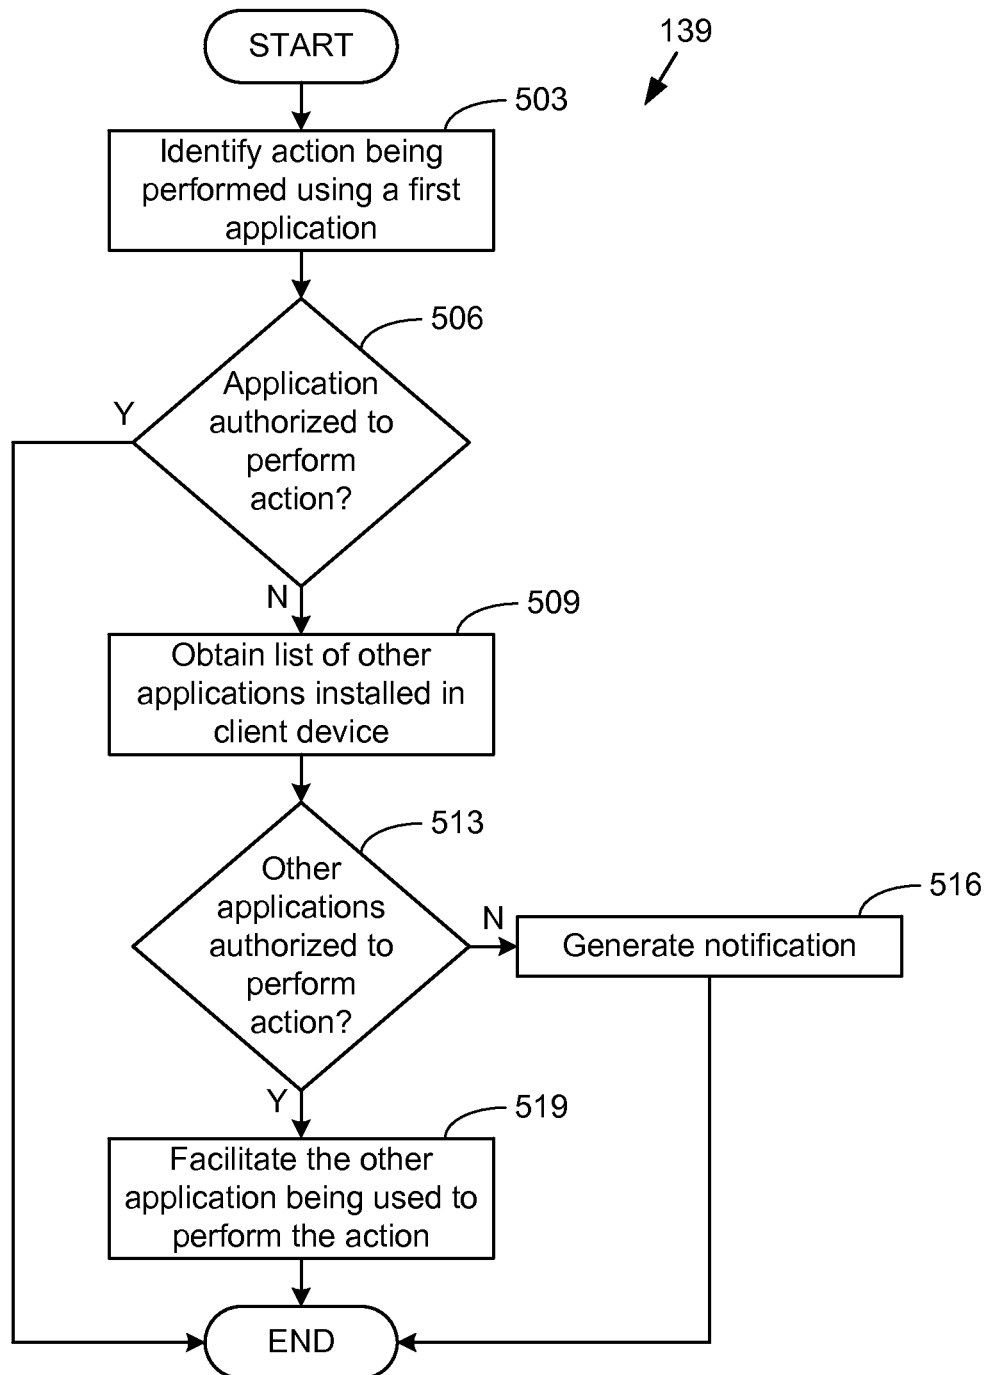 START
139
503
Identify action being
performed using a first
application
506
Application
authorized to
perform
action?
Y
N
509
Obtain list of other
applications installed in
client device
513
Other
applications
authorized to
perform
action?
N
516
Generate notification
Y
519
Facilitate the other
application being used to
perform the action
END